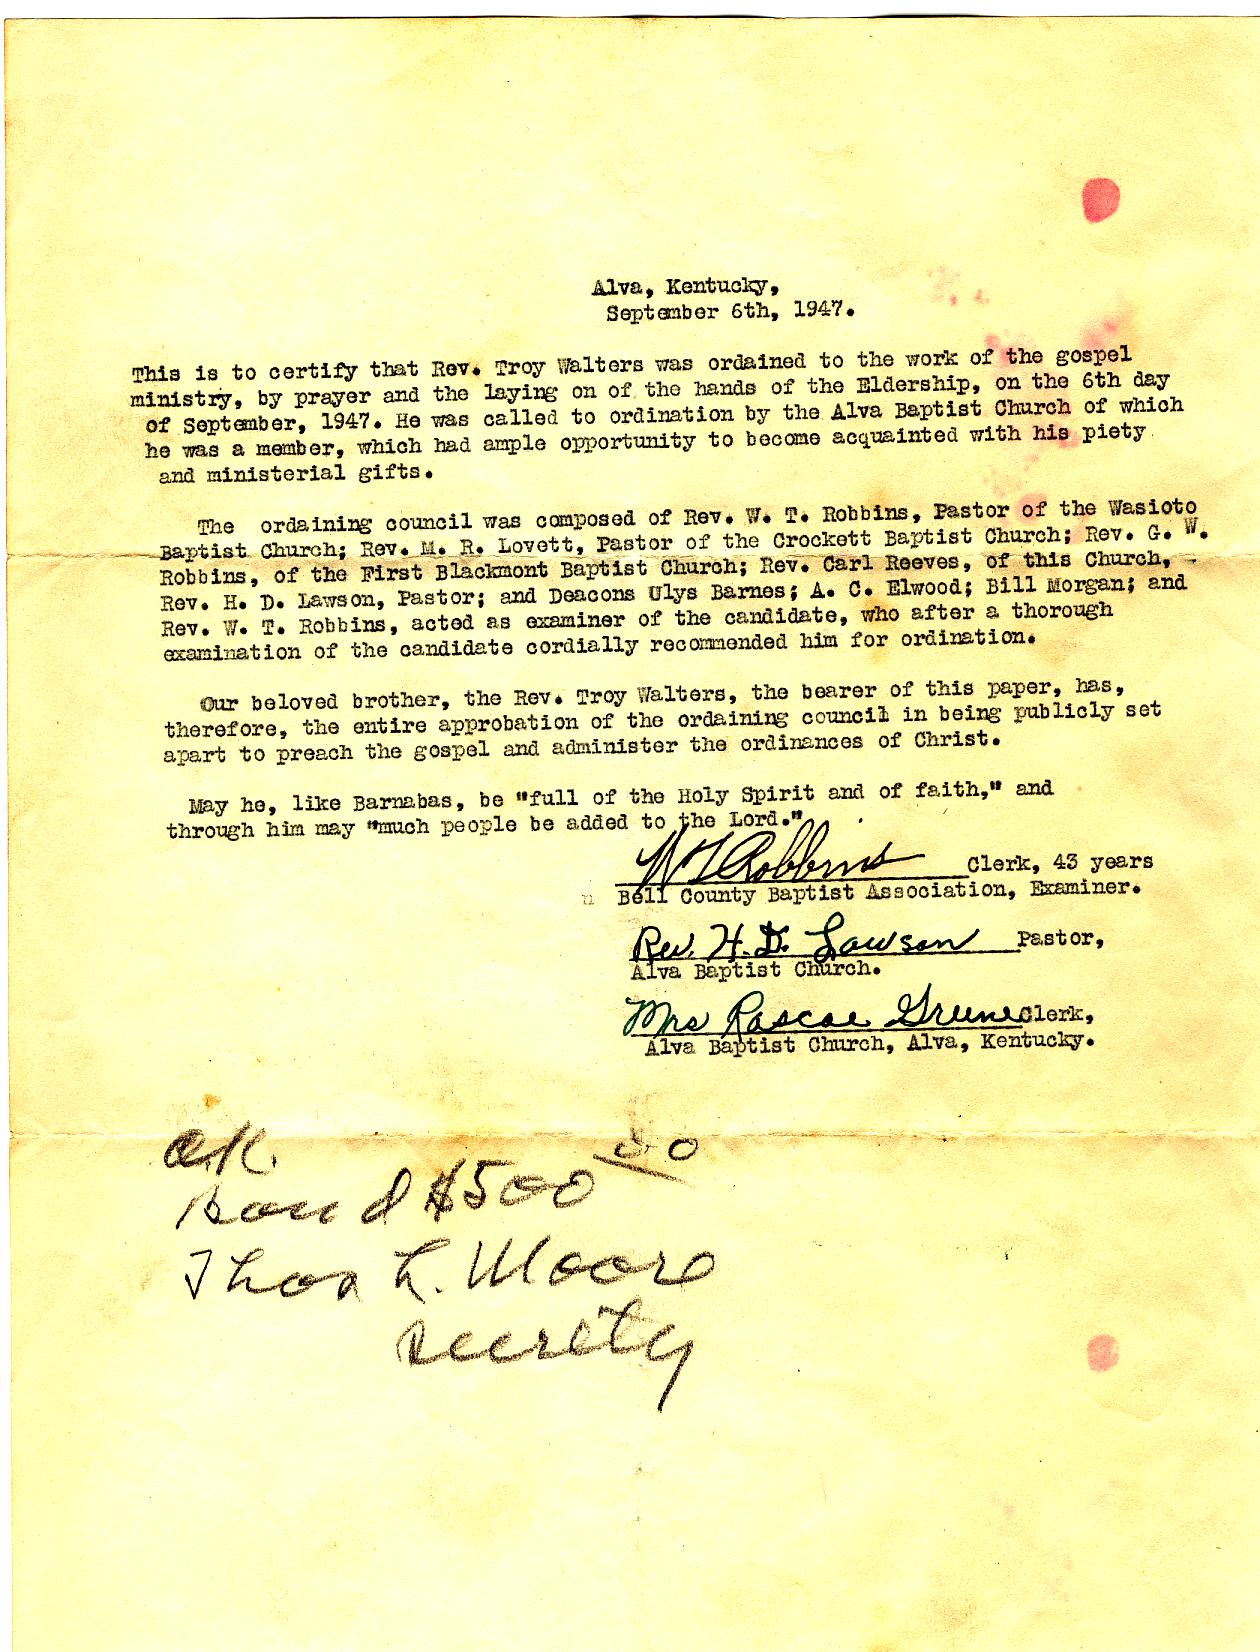 Alva, Kentucky,
September 6th, 1947.
This is to certify that Rev. Troy Walters was ordained to the work of the gospel
ministry, by prayer and the laying on of the hands of the Eldership, on the 6th day
of September, 1947. He was called to ordination by the Alva Baptist Church of which
he was a member, which had ample opportunity to become acquainted with his piety
and ministerial gifts.
The ordaining council was composed of Rev. W. T. Robbins, Pastor of the Wasioto
Baptist Church; Rev. M. R. Lovett, Pastor of the Crockett Baptist Church; Rev. G. W.
Robbins, of the First Blackmont Baptist Church; Rev. Carl Reeves, of this Church, -
Rev. H. D. Lawson, Pastor; and Deacons Ulys Barnes; A. C. Elwood; Bill Morgan; and
Rev. W. T. Robbins, acted as examiner of the candidate, who after a thorough
examination of the candidate cordially recommended him for ordination.
Our beloved brother, the Rev. Troy Walters, the bearer of this paper, has,
therefore, the entire approbation of the ordaining council in being publicly set
apart to preach the gospel and administer the ordinances of Christ.
May he, like Barnabas, be "full of the Holy Spirit and of faith," and
through him may "much people be added to the Lord."
W T Robbins Clerk, 43 years
Bell County Baptist Association, Examiner.
Rev. H. D. Lawson Pastor,
Alva Baptist Church.
Mrs Rascoe Greene Clerk,
Alva Baptist Church, Alva, Kentucky.
O.K.
Bond $500 00
Thos L. Moore